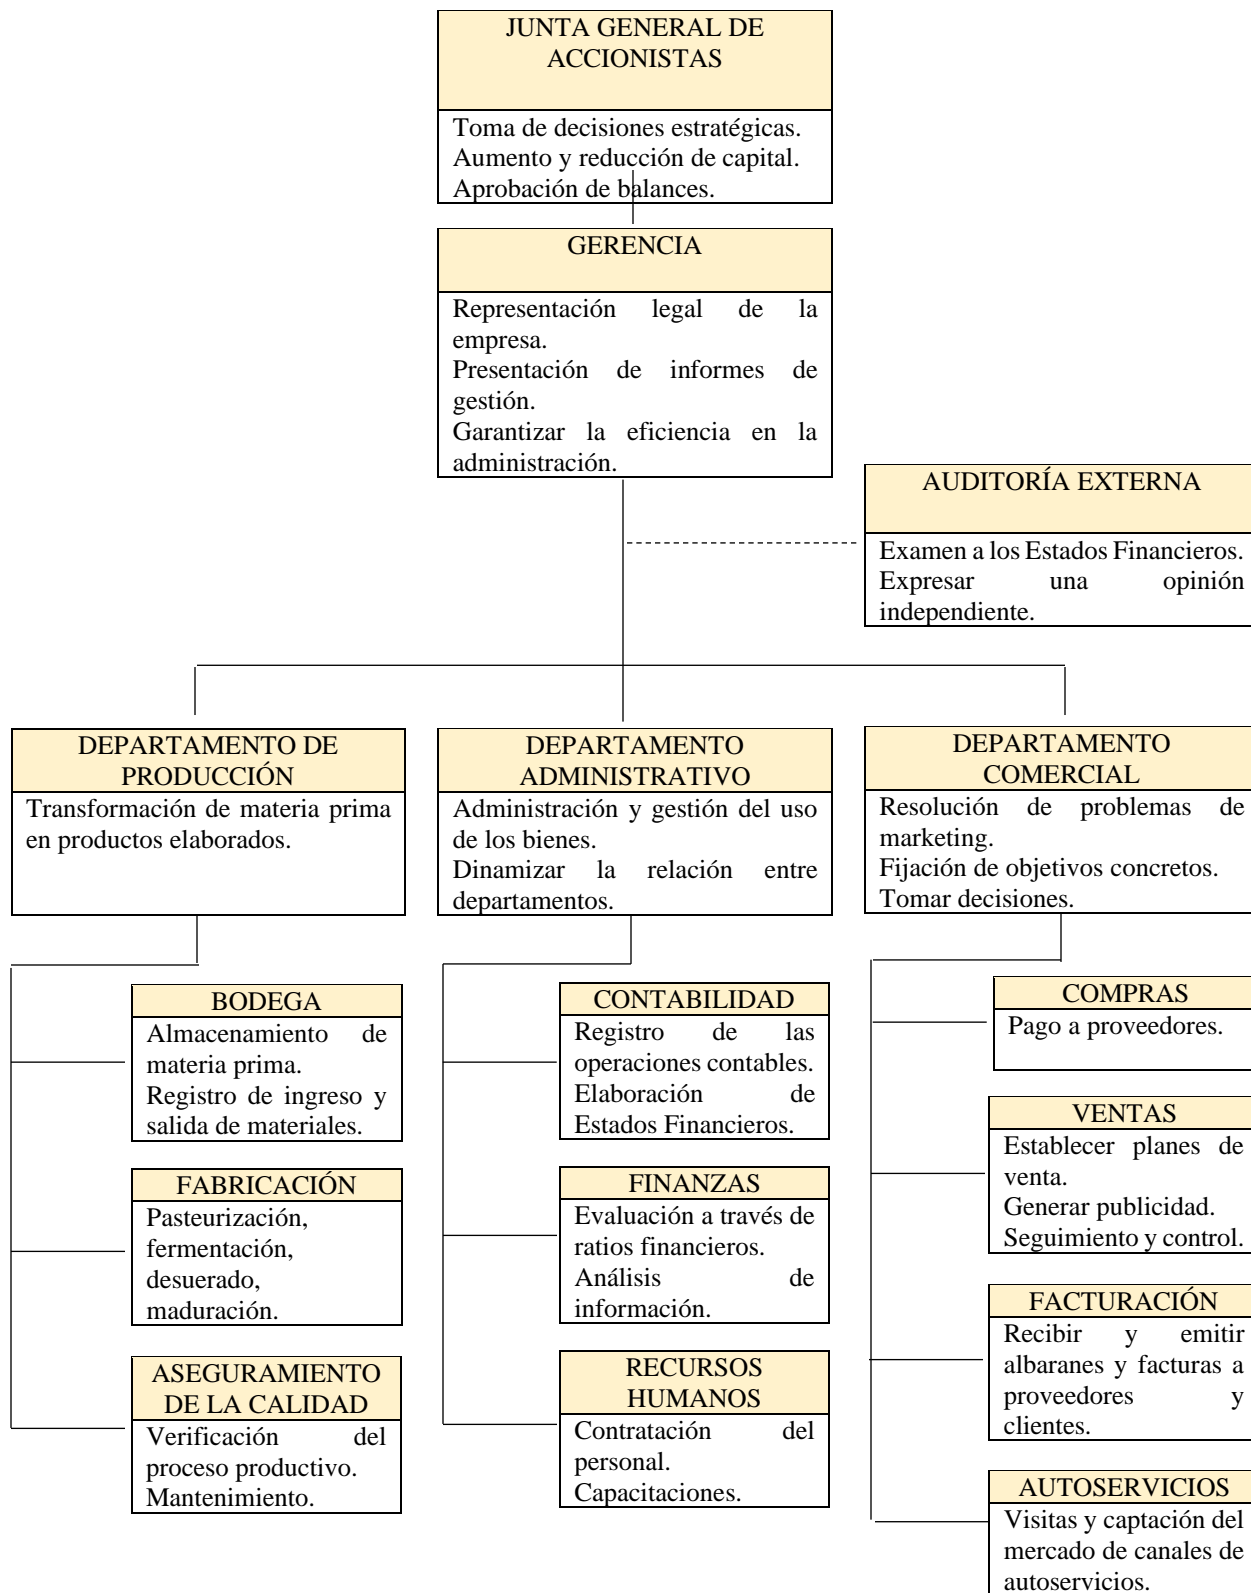 JUNTA GENERAL DE
ACCIONISTAS
Toma de decisiones estratégicas.
Aumento y reducción de capital.
Aprobación de balances.
GERENCIA
Representación legal de la
empresa.
Presentación de informes de
gestión.
Garantizar la eficiencia en la
administración.
AUDITORÍA EXTERNA
Examen a los Estados Financieros.
Expresar una opinión
independiente.
DEPARTAMENTO DE
PRODUCCIÓN
Transformación de materia prima
en productos elaborados.
DEPARTAMENTO
ADMINISTRATIVO
Administración y gestión del uso
de los bienes.
Dinamizar la relación entre
departamentos.
DEPARTAMENTO
COMERCIAL
Resolución de problemas de
marketing.
Fijación de objetivos concretos.
Tomar decisiones.
BODEGA
Almacenamiento de
materia prima.
Registro de ingreso y
salida de materiales.
FABRICACIÓN
Pasteurización,
fermentación,
desuerado,
maduración.
ASEGURAMIENTO
DE LA CALIDAD
Verificación del
proceso productivo.
Mantenimiento.
CONTABILIDAD
Registro de las
operaciones contables.
Elaboración de
Estados Financieros.
FINANZAS
Evaluación a través de
ratios financieros.
Análisis de
información.
RECURSOS
HUMANOS
Contratación del
personal.
Capacitaciones.
COMPRAS
Pago a proveedores.
VENTAS
Establecer planes de
venta.
Generar publicidad.
Seguimiento y control.
FACTURACIÓN
Recibir y emitir
albaranes y facturas a
proveedores y
clientes.
AUTOSERVICIOS
Visitas y captación del
mercado de canales de
autoservicios.